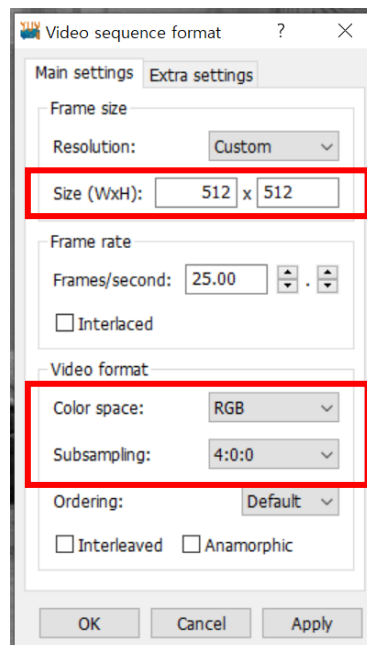 YUV Video sequence format ? ×
Main settings Extra settings
Frame size
Resolution: Custom
Size (WxH): 512 x 512
Frame rate
Frames/second: 25.00 .
Interlaced
Video format
Color space: RGB
Subsampling: 4:0:0
Ordering: Default
Interleaved Anamorphic
OK Cancel Apply